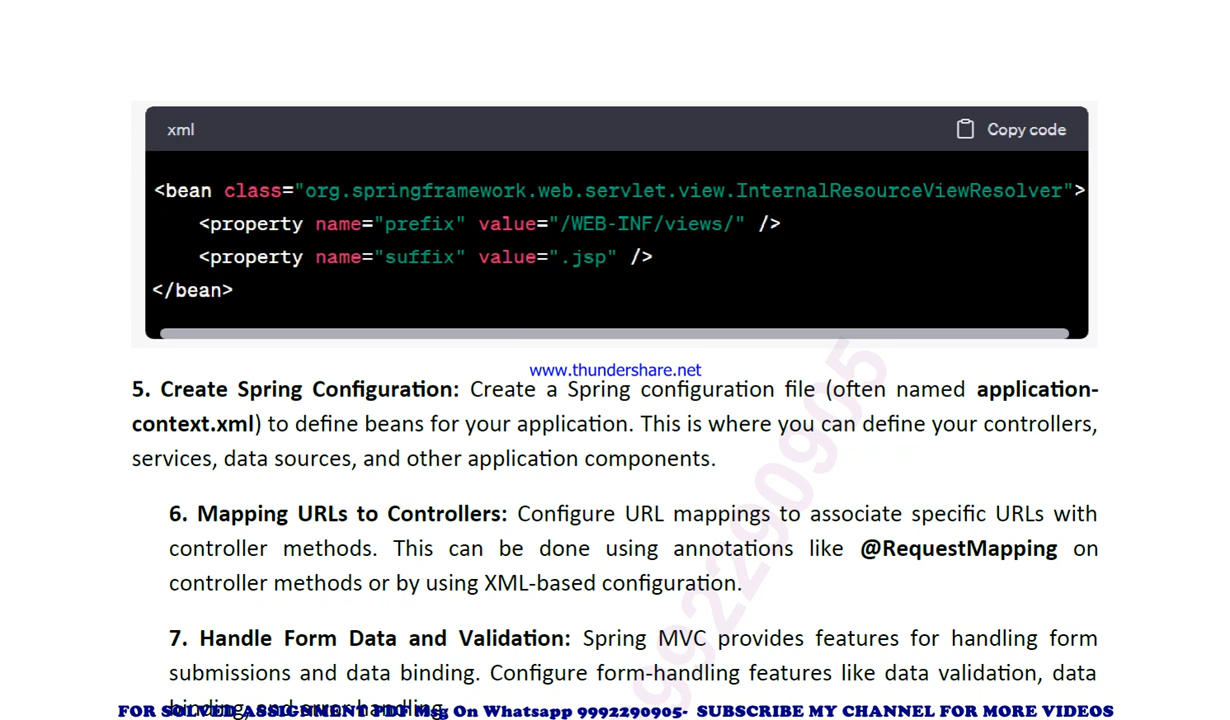 xml
Copy code
<bean class="org.springframework.web.servlet.view.InternalResourceViewResolver">
<property name="prefix" value="/WEB-INF/views/" />
<property name="suffix" value=".jsp" />
</bean>
www.thundershare.net
5. Create Spring Configuration: Create a Spring configuration file (often named application-
context.xml) to define beans for your application. This is where you can define your controllers,
services, data sources, and other application components.
6. Mapping URLs to Controllers: Configure URL mappings to associate specific URLs with
controller methods. This can be done using annotations like @RequestMapping on
controller methods or by using XML-based configuration.
7. Handle Form Data and Validation: Spring MVC provides features for handling form
submissions and data binding. Configure form-handling features like data validation, data
binding, and error handling.
FOR SOLVED ASSIGNMENT PDF Msg On Whatsapp 9992290905- SUBSCRIBE MY CHANNEL FOR MORE VIDEOS
9992290905